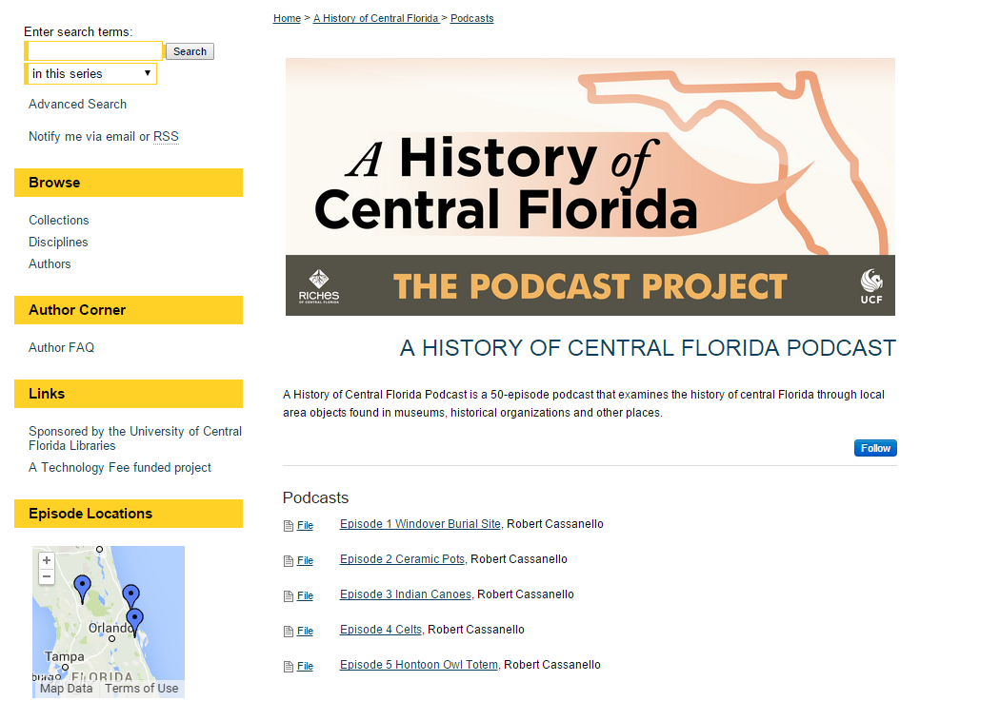 Home > A History of Central Florida > Podcasts
Enter search terms:
Search
in this series
Advanced Search
Notify me via email or RSS
Browse
Collections
Disciplines
Authors
Author Corner
Author FAQ
Links
Sponsored by the University of Central
Florida Libraries
A Technology Fee funded project
Episode Locations
+
−
Orlando
Tampa
FLORIDA
Map Data
Terms of Use
A History of
Central Florida
RICHES
OF CENTRAL FLORIDA
THE PODCAST PROJECT
UCF
A HISTORY OF CENTRAL FLORIDA PODCAST
A History of Central Florida Podcast is a 50-episode podcast that examines the history of central Florida through local
area objects found in museums, historical organizations and other places.
Follow
Podcasts
File Episode 1 Windover Burial Site, Robert Cassanello
File Episode 2 Ceramic Pots, Robert Cassanello
File Episode 3 Indian Canoes, Robert Cassanello
File Episode 4 Celts, Robert Cassanello
File Episode 5 Hontoon Owl Totem, Robert Cassanello